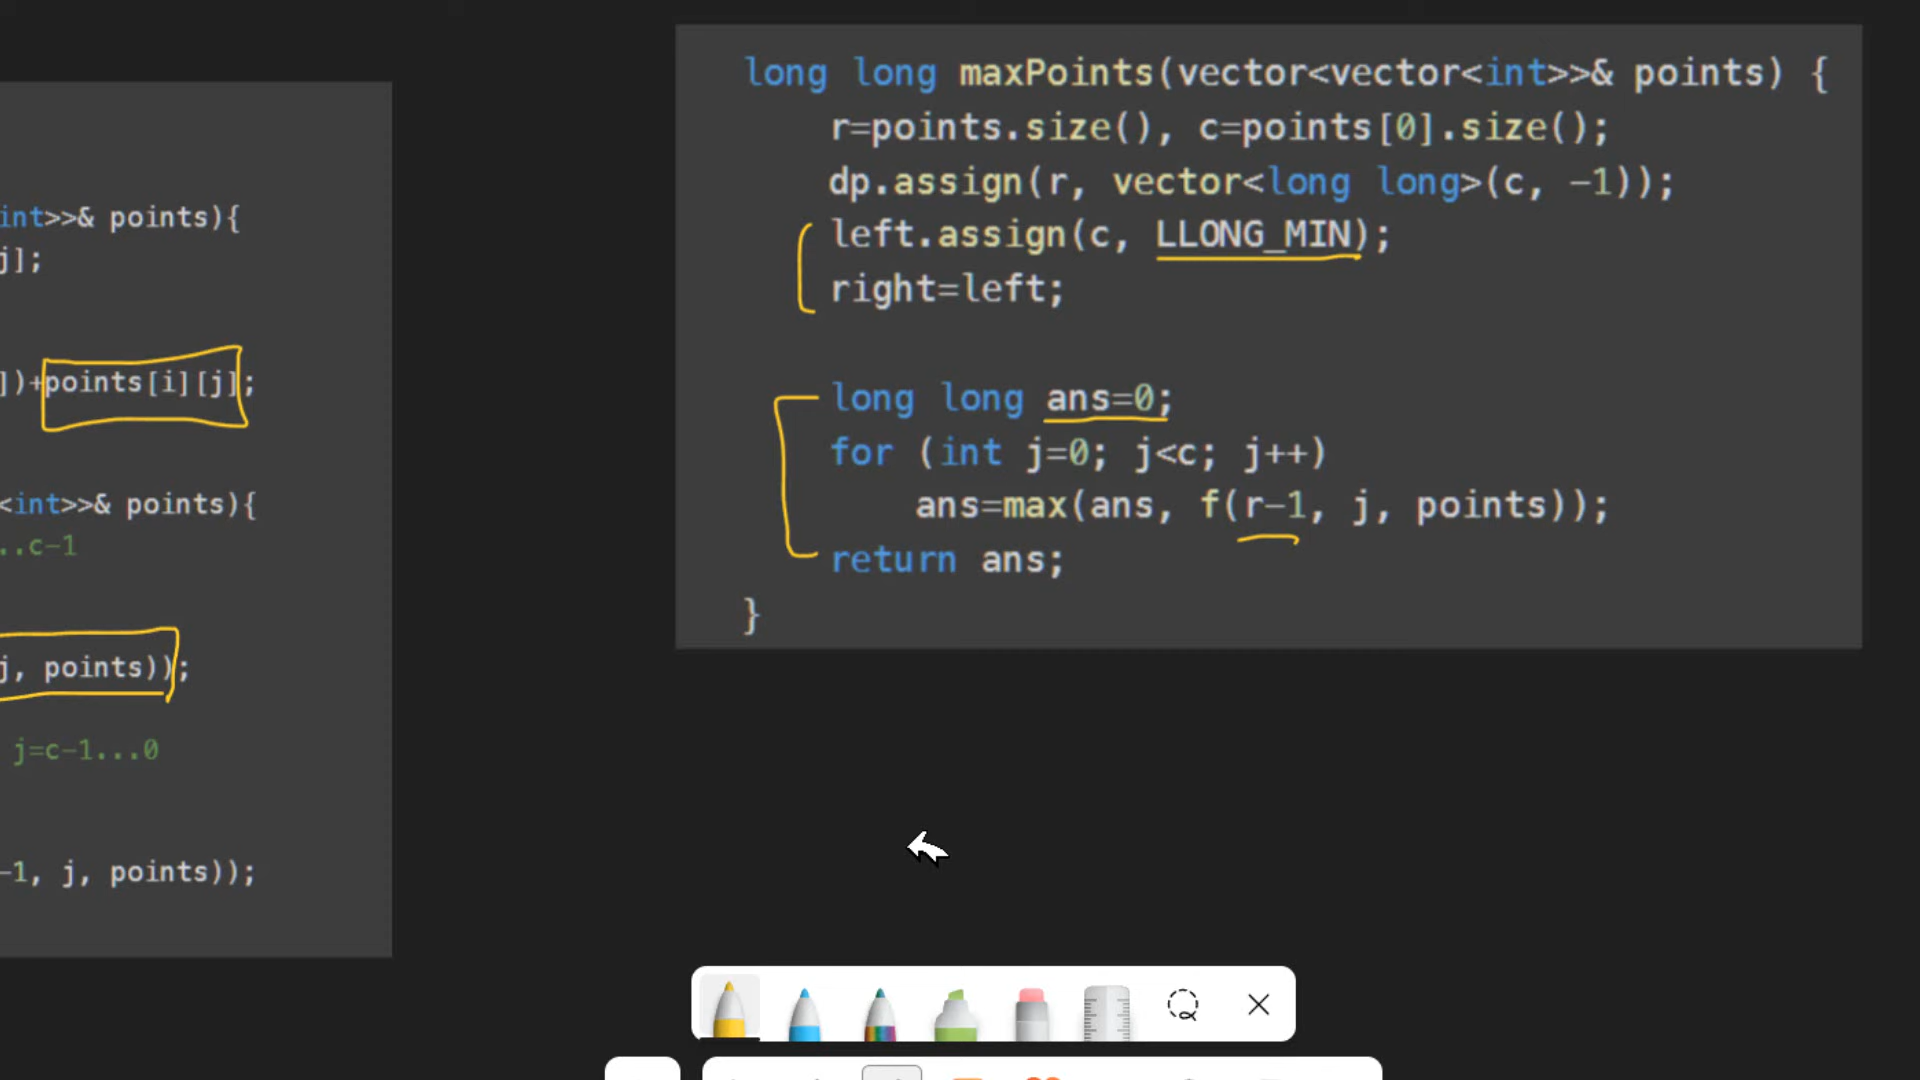 int>>& points){
j];
])+points[i][j];
<int>>& points){
..c-1
j, points));
j=c-1...0
-1, j, points));
long long maxPoints(vector<vector<int>>& points) {
r=points.size(), c=points[0].size();
dp.assign(r, vector<long long>(c, -1));
left.assign(c, LLONG_MIN);
right=left;
long long ans=0;
for (int j=0; j<c; j++)
ans=max(ans, f(r-1, j, points));
return ans;
}